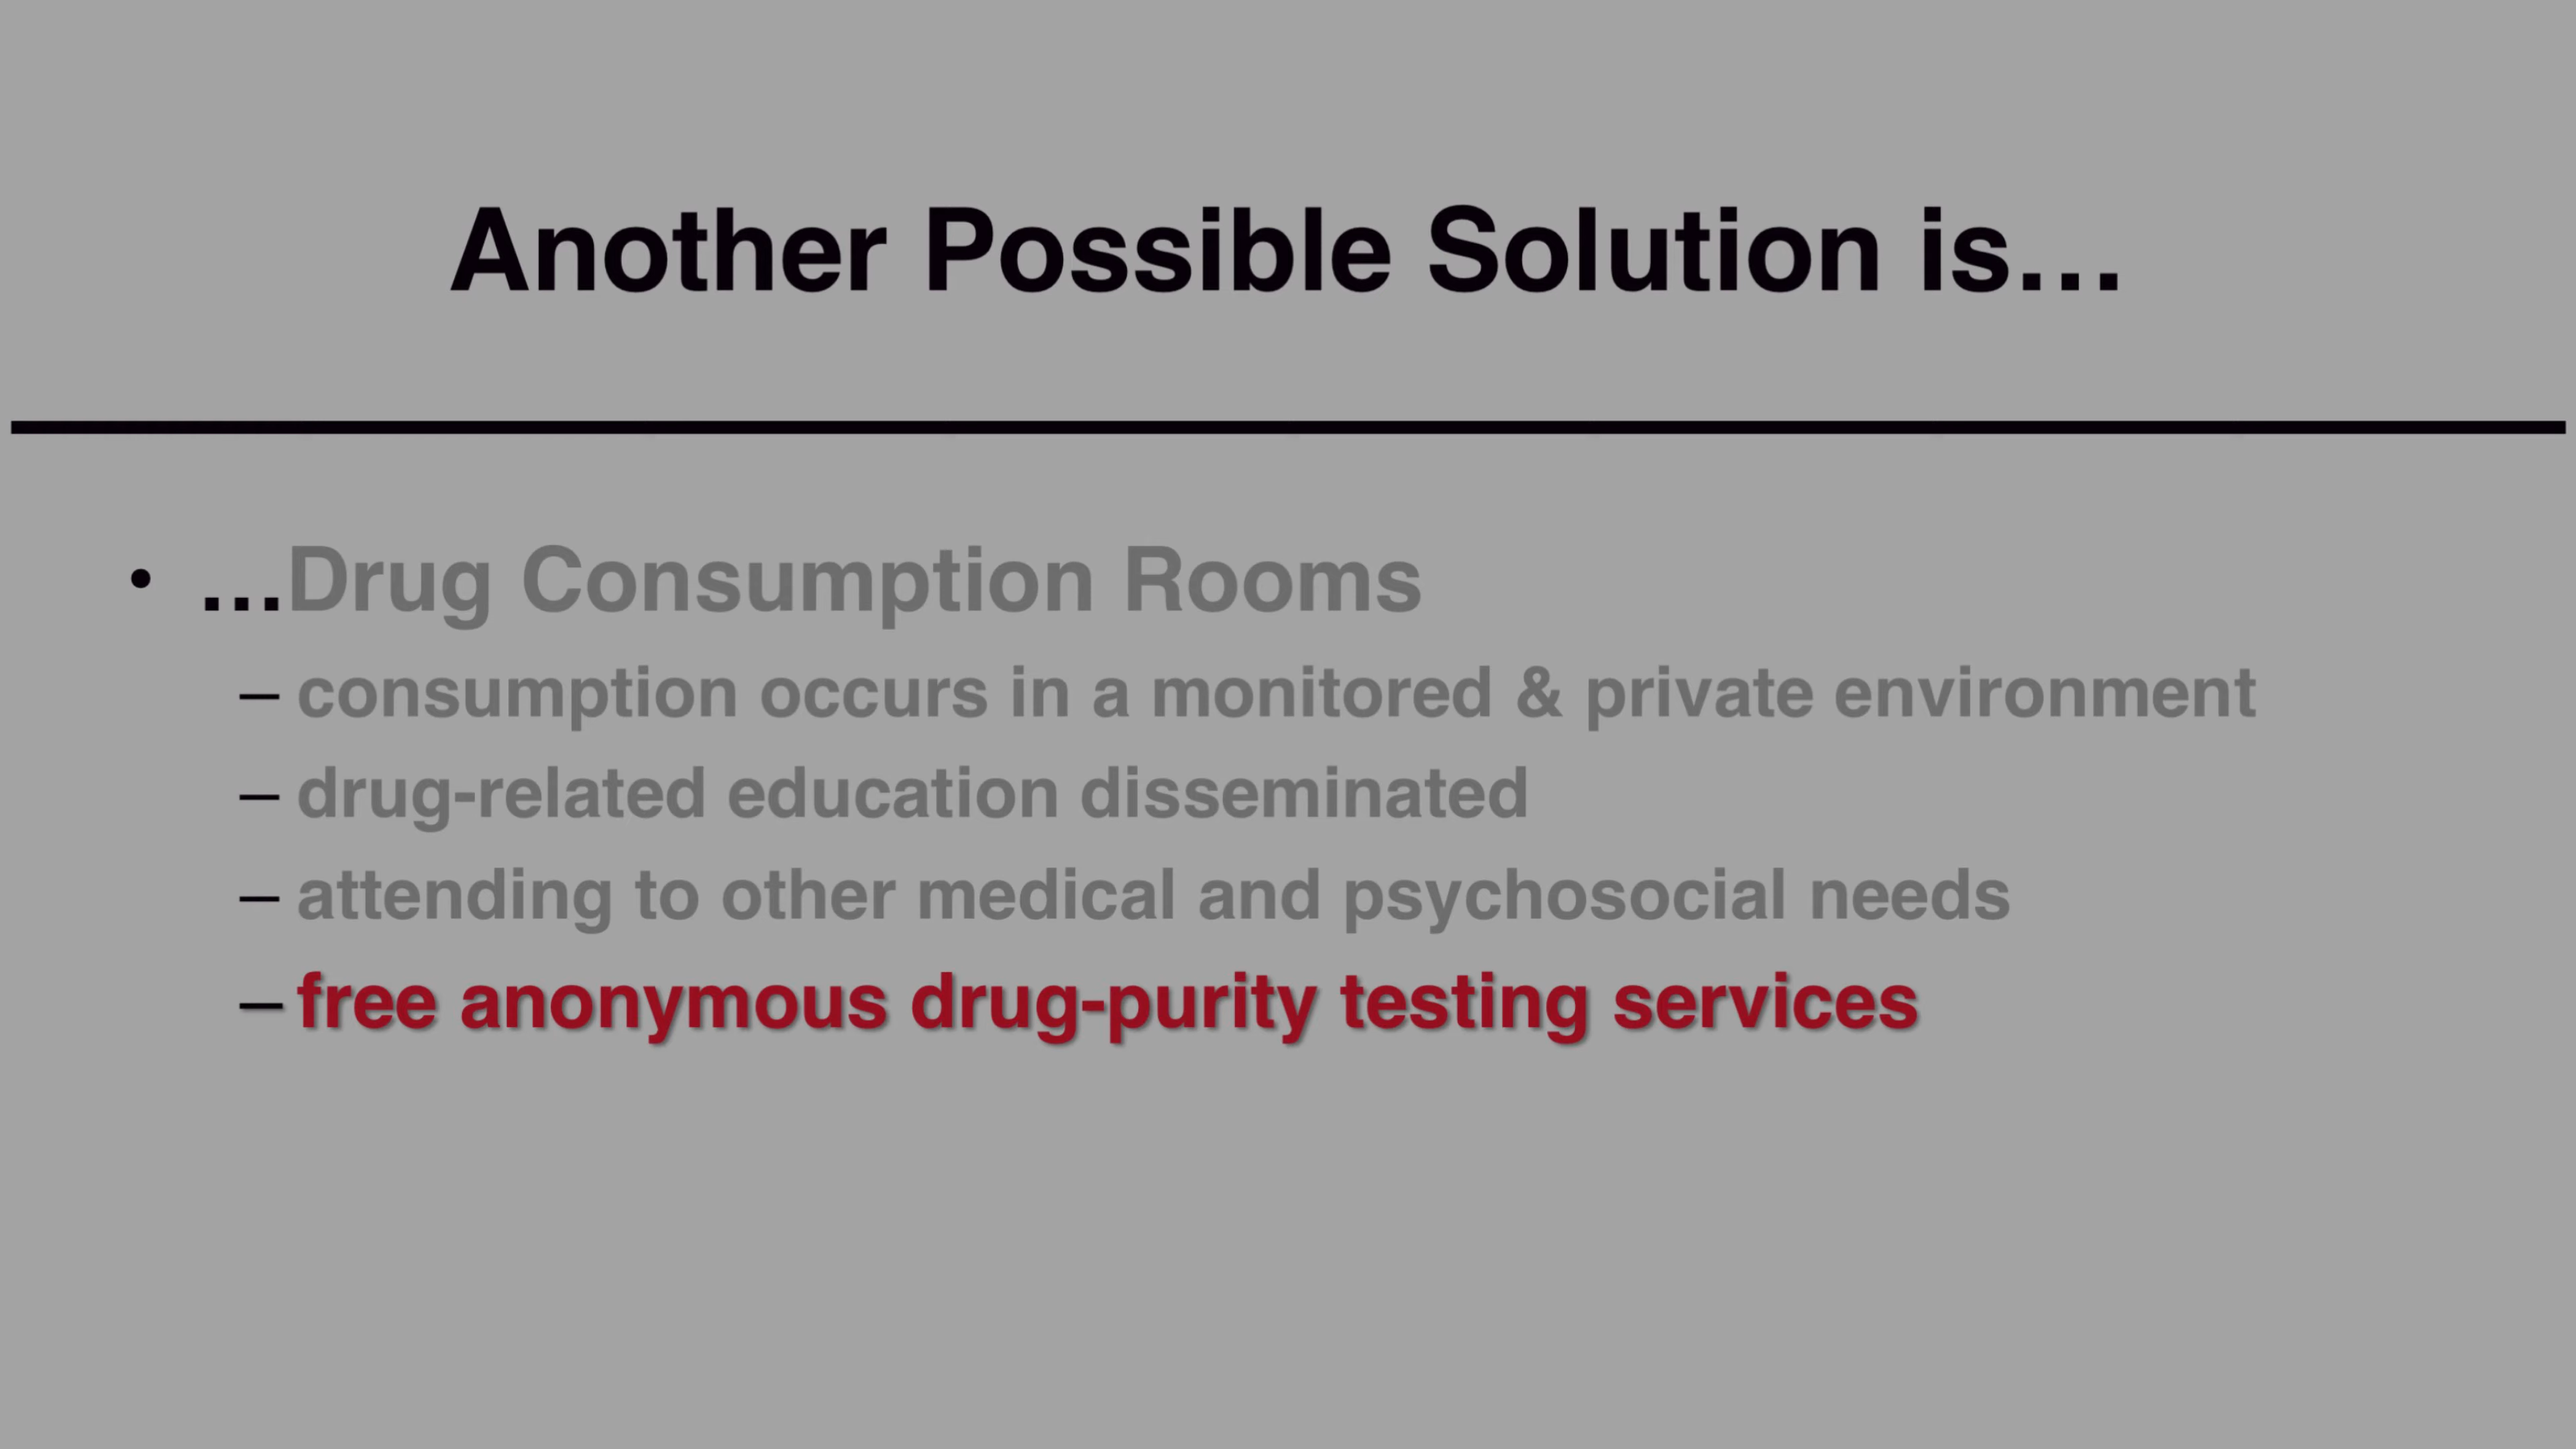 Another Possible Solution is…
• …Drug Consumption Rooms
– consumption occurs in a monitored & private environment
– drug-related education disseminated
– attending to other medical and psychosocial needs
– free anonymous drug-purity testing services